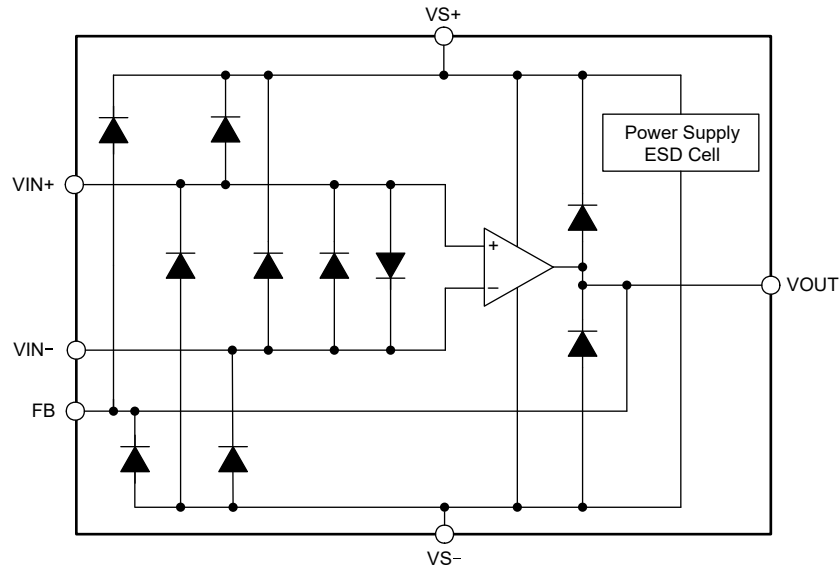 VS+
Power Supply
ESD Cell
VIN+
+
−
VOUT
VIN−
FB
VS−